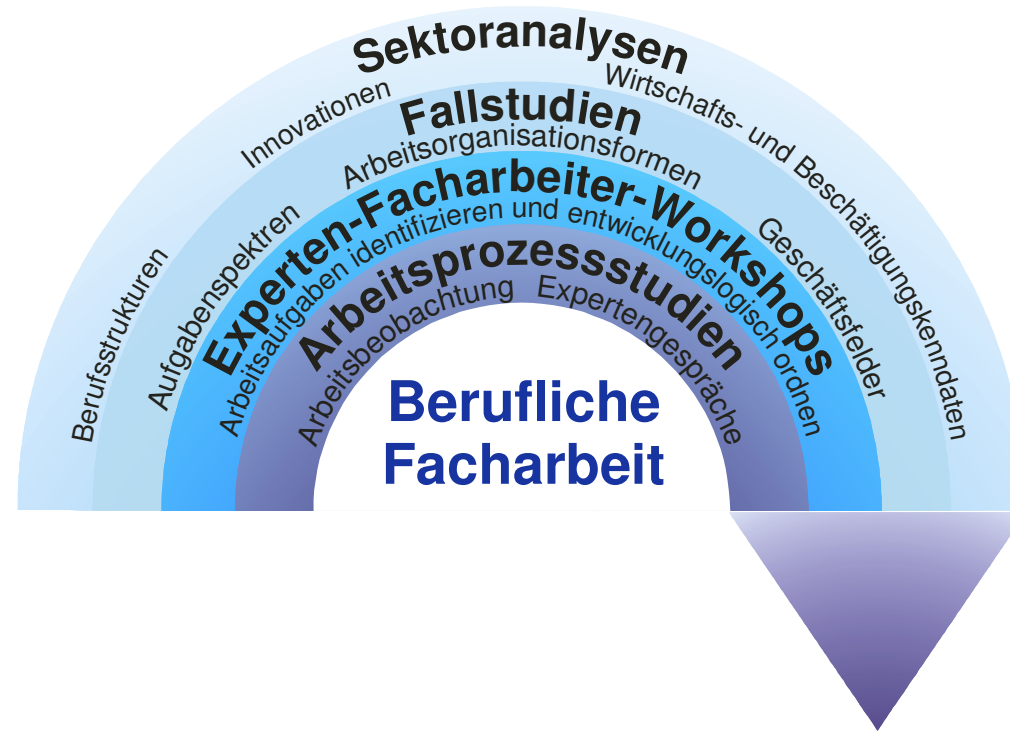 Sektoranalysen
Berufsstrukturen
Innovationen
Wirtschafts- und Beschäftigungskenndaten
Fallstudien
Aufgabenspektren
Arbeitsorganisationsformen
Geschäftsfelder
Experten-Facharbeiter-Workshops
Arbeitsaufgaben identifizieren und entwicklungslogisch ordnen
Arbeitsprozessstudien
Arbeitsbeobachtung
Expertengespräche
Berufliche
Facharbeit